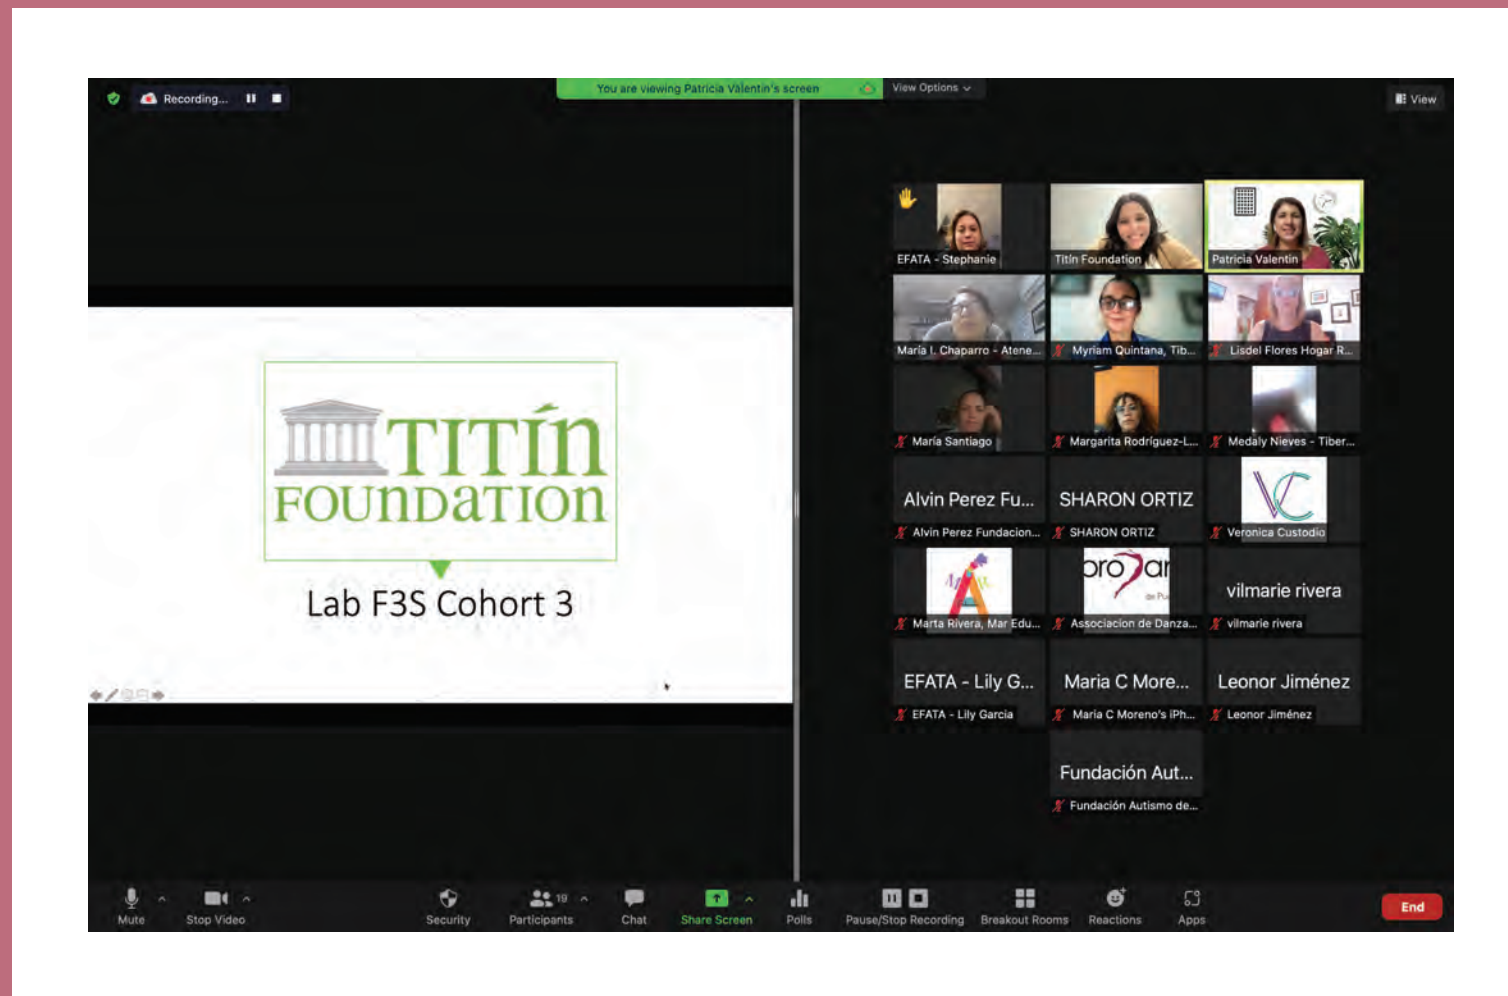 Recording...
You are viewing Patricia Valentin's screen
View Options
View
TITÍN
FOUNDATION
Lab F3S Cohort 3
EFATA - Stephanie
Titín Foundation
Patricia Valentin
María I. Chaparro - Atene...
Myriam Quintana, Tib...
Lisdel Flores Hogar R...
María Santiago
Margarita Rodríguez-L...
Medaly Nieves - Tiber...
Alvin Perez Fu...
Alvin Perez Fundacion...
SHARON ORTIZ
SHARON ORTIZ
VC
Veronica Custodio
Marta Rivera, Mar Edu...
Associacion de Danza...
vilmarie rivera
vilmarie rivera
EFATA - Lily G...
EFATA - Lily Garcia
Maria C More...
Maria C Moreno's iPh...
Leonor Jiménez
Leonor Jiménez
Fundación Aut...
Fundación Autismo de...
Mute
Stop Video
Security
Participants
19
Chat
Share Screen
Polls
Pause/Stop Recording
Breakout Rooms
Reactions
Apps
End